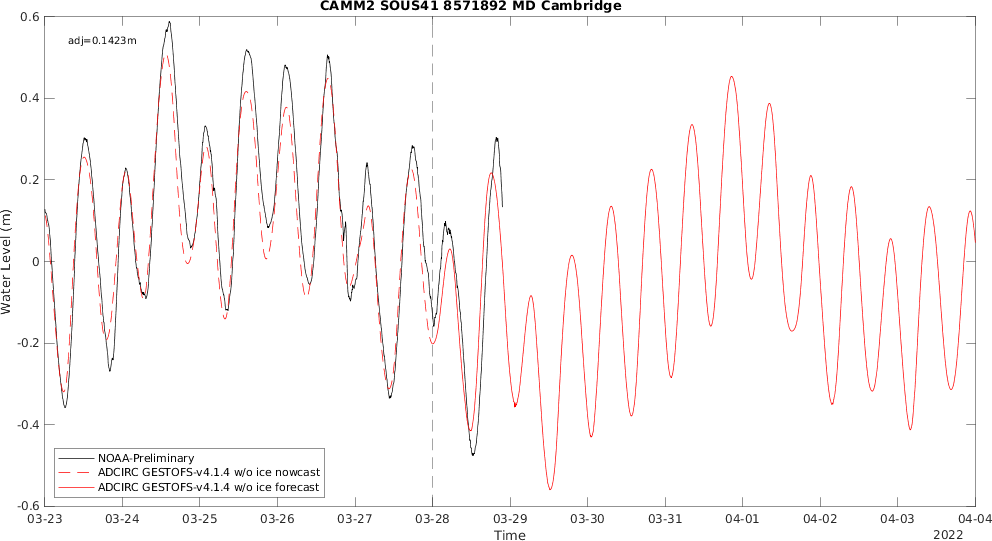 CAMM2 SOUS41 8571892 MD Cambridge
adj=0.1423m
0.6
0.4
0.2
0
-0.2
-0.4
-0.6
Water Level (m)
NOAA-Preliminary
ADCIRC GESTOFS-v4.1.4 w/o ice nowcast
ADCIRC GESTOFS-v4.1.4 w/o ice forecast
03-23 03-24 03-25 03-26 03-27 03-28 03-29 03-30 03-31 04-01 04-02 04-03 04-04
Time
2022